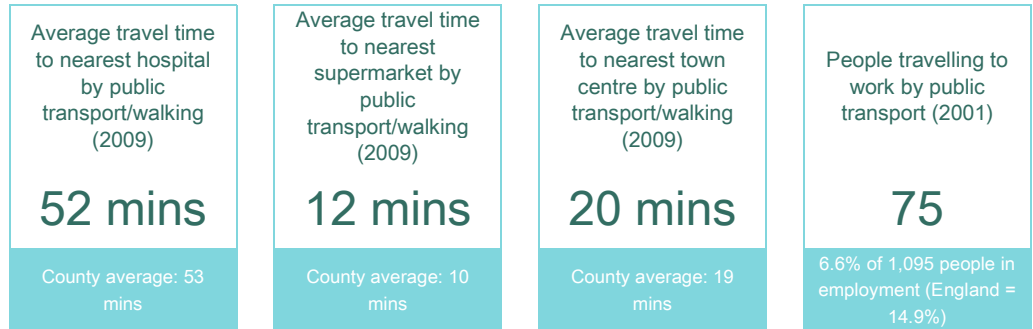 Average travel time
to nearest hospital
by public
transport/walking
(2009)
52 mins
County average: 53
mins
Average travel time
to nearest
supermarket by
public
transport/walking
(2009)
12 mins
County average: 10
mins
Average travel time
to nearest town
centre by public
transport/walking
(2009)
20 mins
County average: 19
mins
People travelling to
work by public
transport (2001)
75
6.6% of 1,095 people in
employment (England =
14.9%)